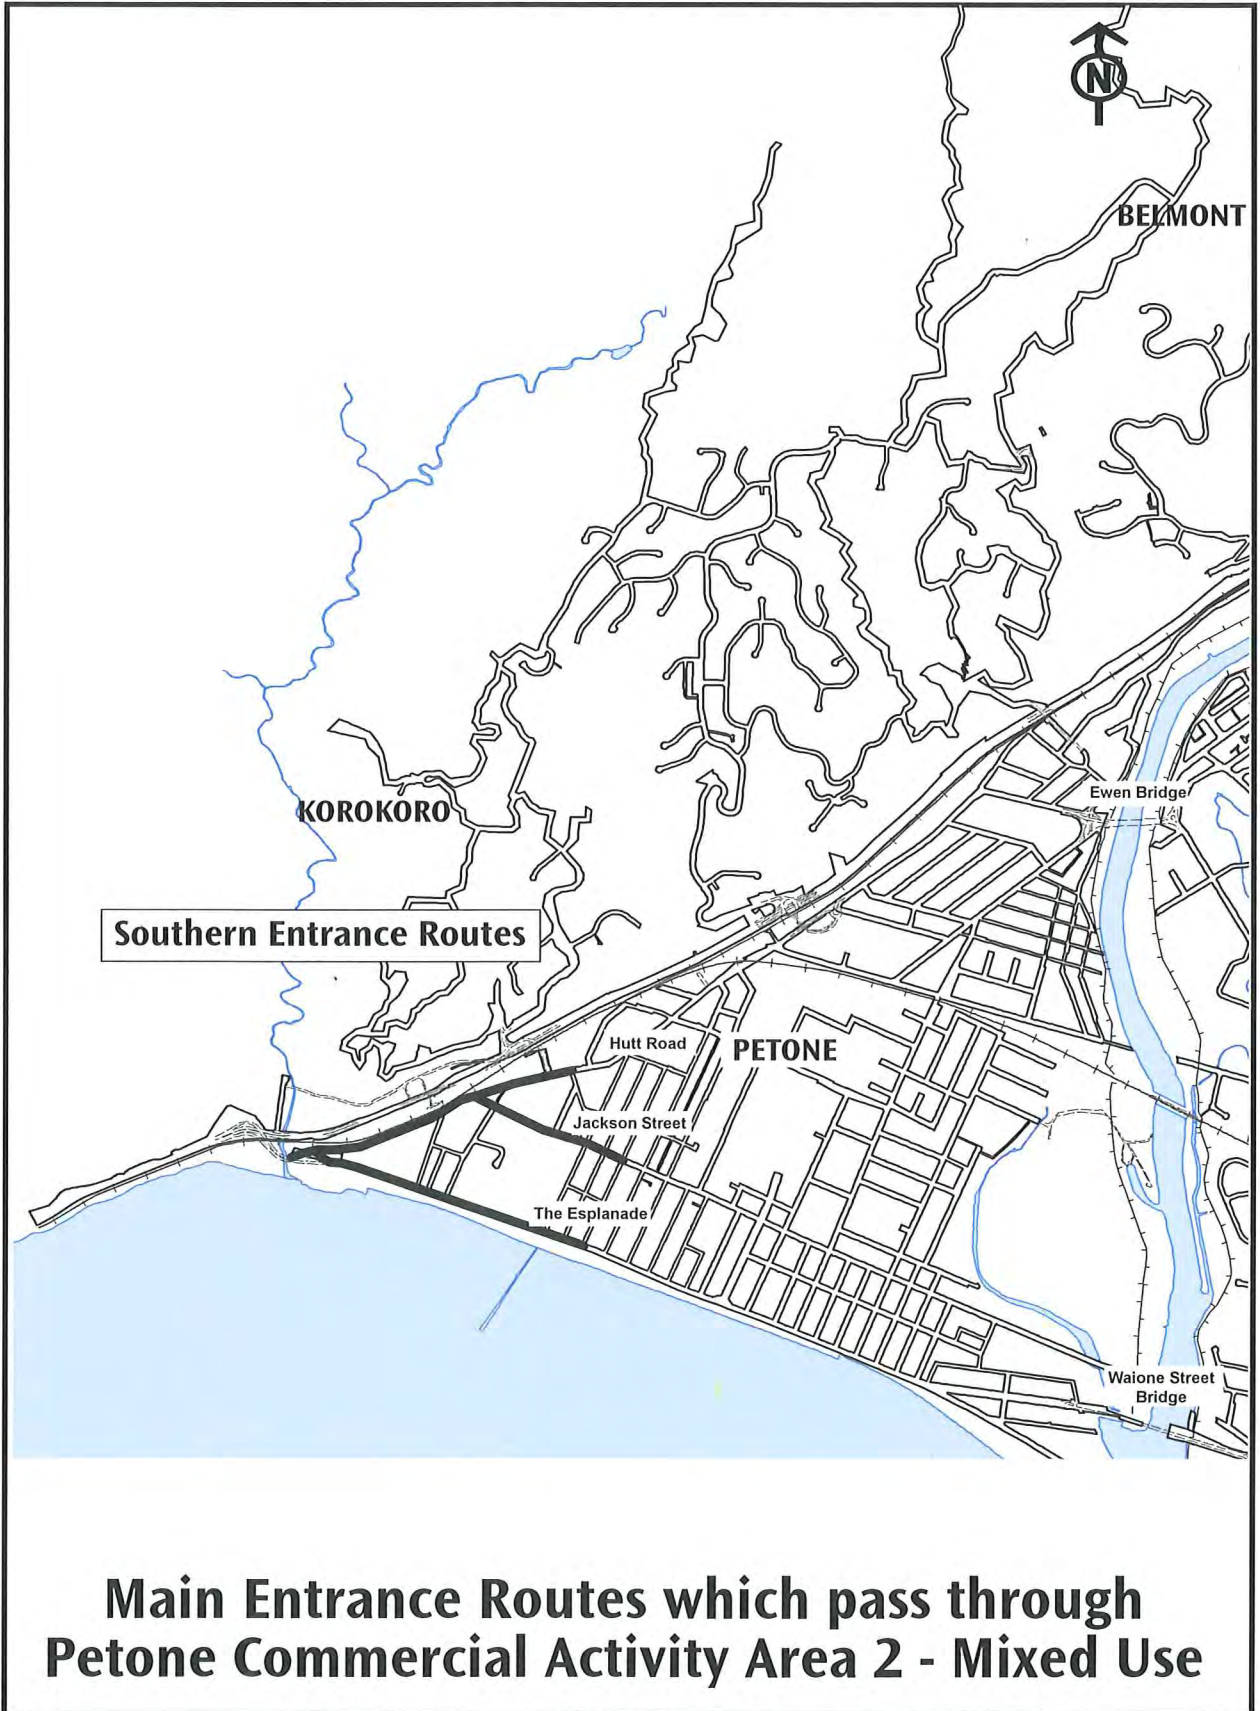 N
BELMONT
Ewen Bridge
KOROKORO
Southern Entrance Routes
Hutt Road
PETONE
Jackson Street
The Esplanade
Waione Street
Bridge
Main Entrance Routes which pass through
Petone Commercial Activity Area 2 - Mixed Use